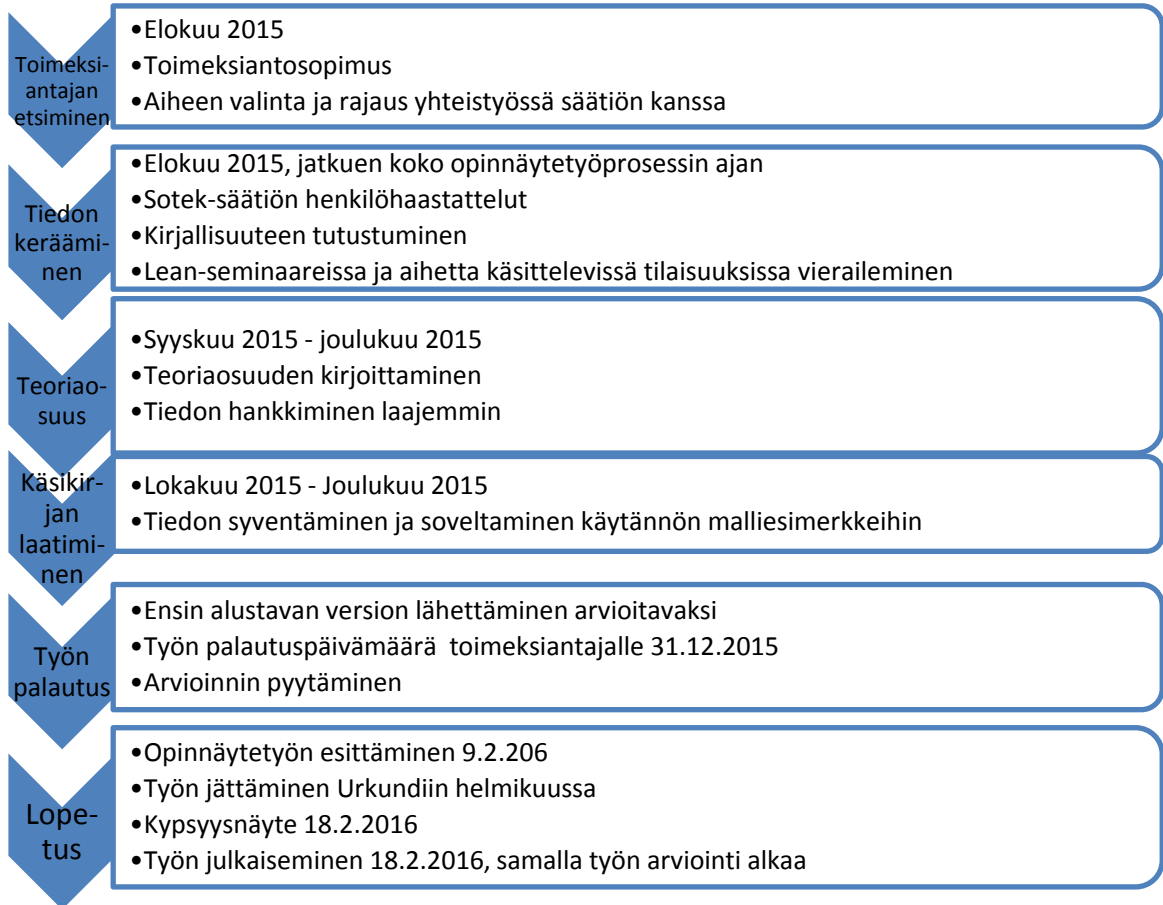 Toimeksi-
antajan
etsiminen
•Elokuu 2015
•Toimeksiantosopimus
•Aiheen valinta ja rajaus yhteistyössä säätiön kanssa
Tiedon
keräämi-
nen
•Elokuu 2015, jatkuen koko opinnäytetyöprosessin ajan
•Sotek-säätiön henkilöhaastattelut
•Kirjallisuuteen tutustuminen
•Lean-seminaareissa ja aihetta käsittelevissä tilaisuuksissa vieraileminen
Teoriao-
suus
•Syyskuu 2015 - joulukuu 2015
•Teoriaosuuden kirjoittaminen
•Tiedon hankkiminen laajemmin
Käsikir-
jan
laatimi-
nen
•Lokakuu 2015 - Joulukuu 2015
•Tiedon syventäminen ja soveltaminen käytännön malliesimerkkeihin
Työn
palautus
•Ensin alustavan version lähettäminen arvioitavaksi
•Työn palautuspäivämäärä toimeksiantajalle 31.12.2015
•Arvioinnin pyytäminen
Lope-
tus
•Opinnäytetyön esittäminen 9.2.206
•Työn jättäminen Urkundiin helmikuussa
•Kypsyysnäyte 18.2.2016
•Työn julkaiseminen 18.2.2016, samalla työn arviointi alkaa